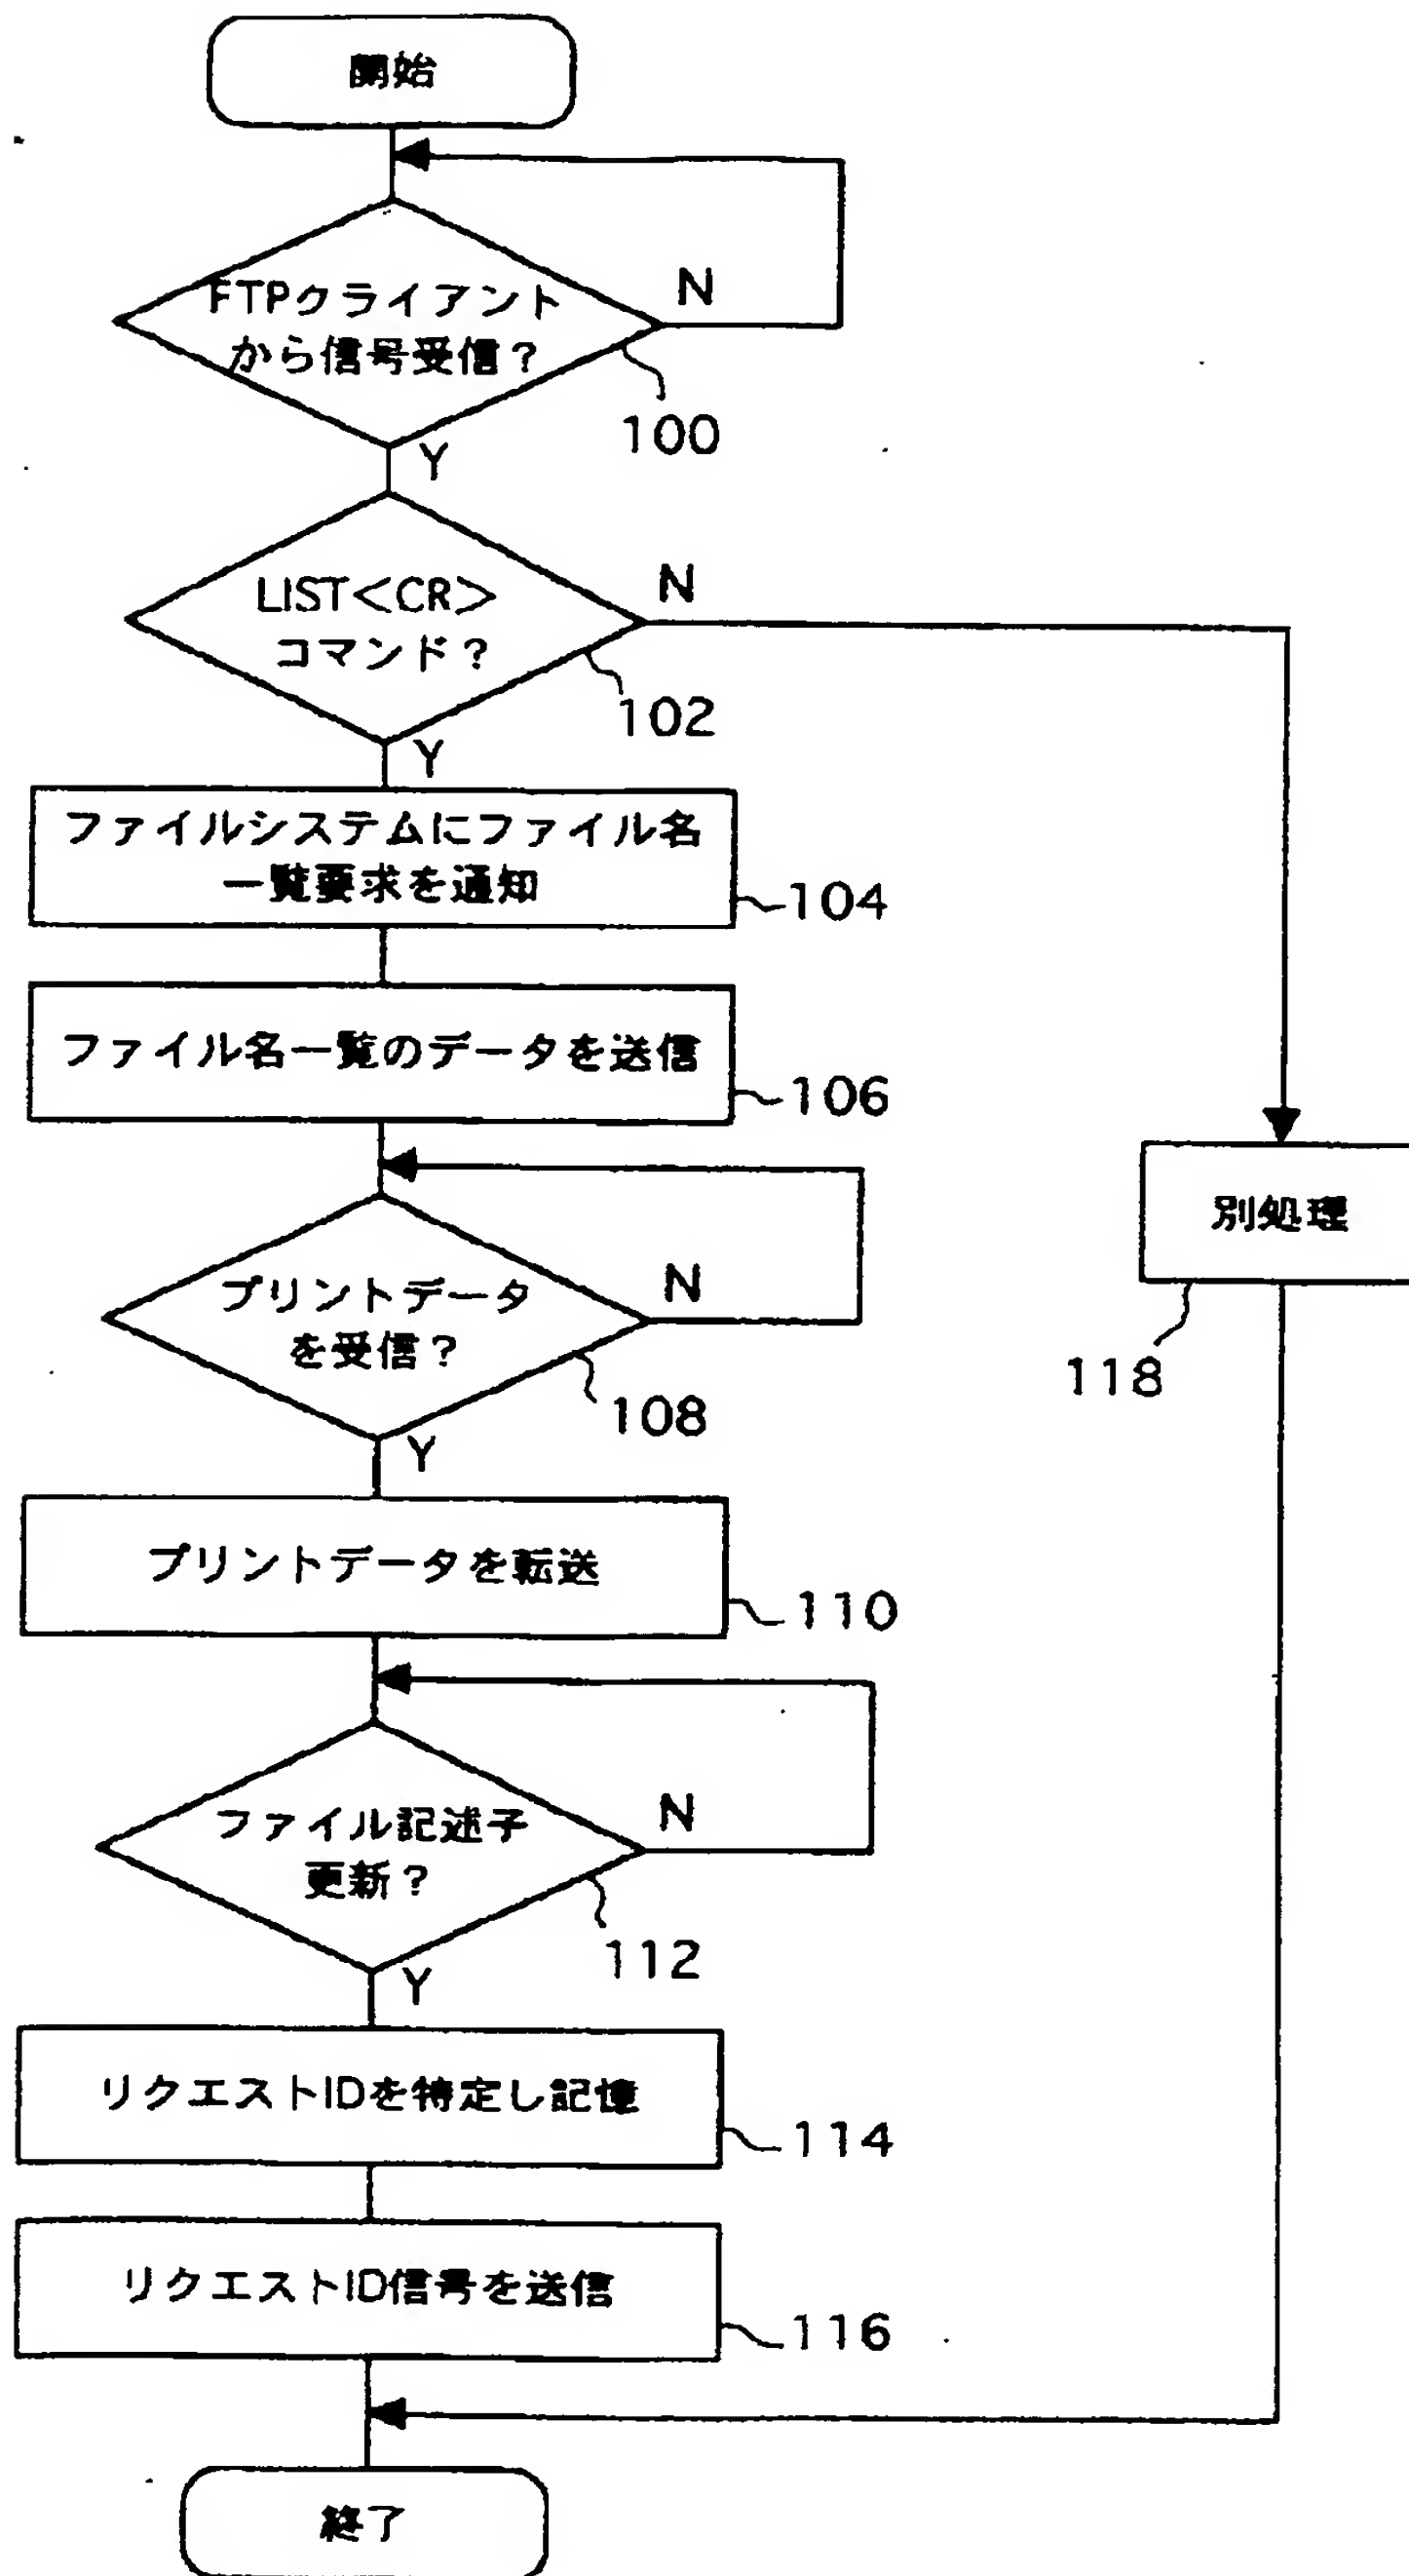 開始
FTPクライアント
から信号受信？
N
100
Y
LIST＜CR＞
コマンド？
N
102
Y
ファイルシステムにファイル名
一覧要求を通知
104
ファイル名一覧のデータを送信
106
プリントデータ
を受信？
N
108
Y
別処理
118
プリントデータを転送
110
ファイル記述子
更新？
N
112
Y
リクエストIDを特定し記憶
114
リクエストID信号を送信
116
終了